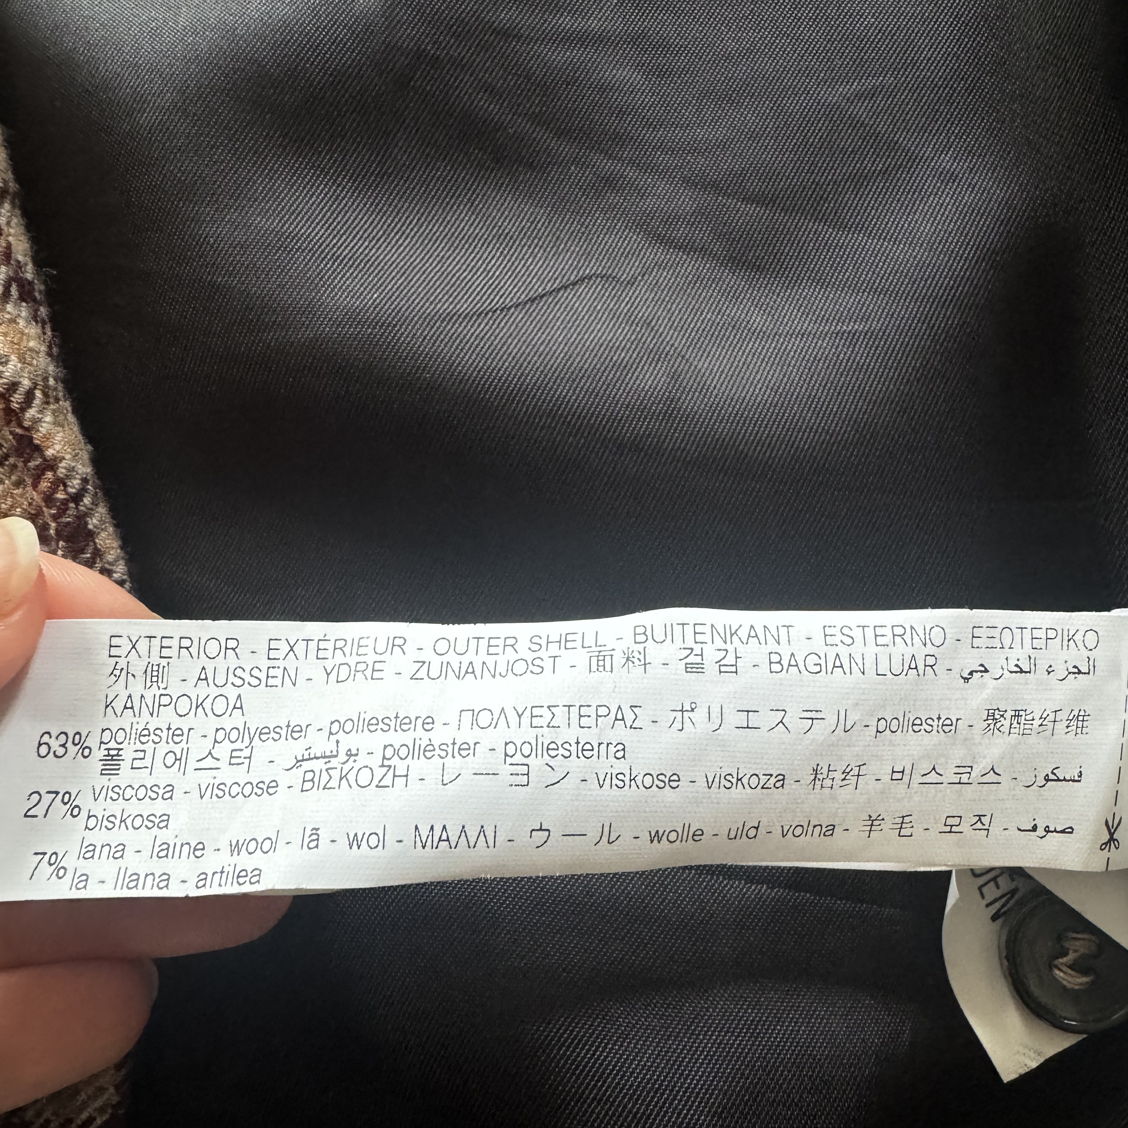 EXTERIOR - EXTÉRIEUR - OUTER SHELL - BUITENKANT - ESTERNO - ΕΞΩΤΕΡΙΚΟ
外側 - AUSSEN - YDRE - ZUNANJOST - 面料 - 겉감 - BAGIAN LUAR - الجزء الخارجي
KANPOKOA
63% poliéster - polyester - poliestere - ΠΟΛΥΕΣΤΕΡΑΣ - ポリエステル - poliester - 聚酯纤维
폴리에스터 - بوليستير - polièster - poliesterra
27% viscosa - viscose - ΒΙΣΚΟΖΗ - レーヨン - viskose - viskoza - 粘纤 - 비스코스 - فسكوز
biskosa
7% lana - laine - wool - lã - wol - ΜΑΛΛΙ - ウール - wolle - uld - volna - 羊毛 - 모직 - صوف
la - llana - artilea